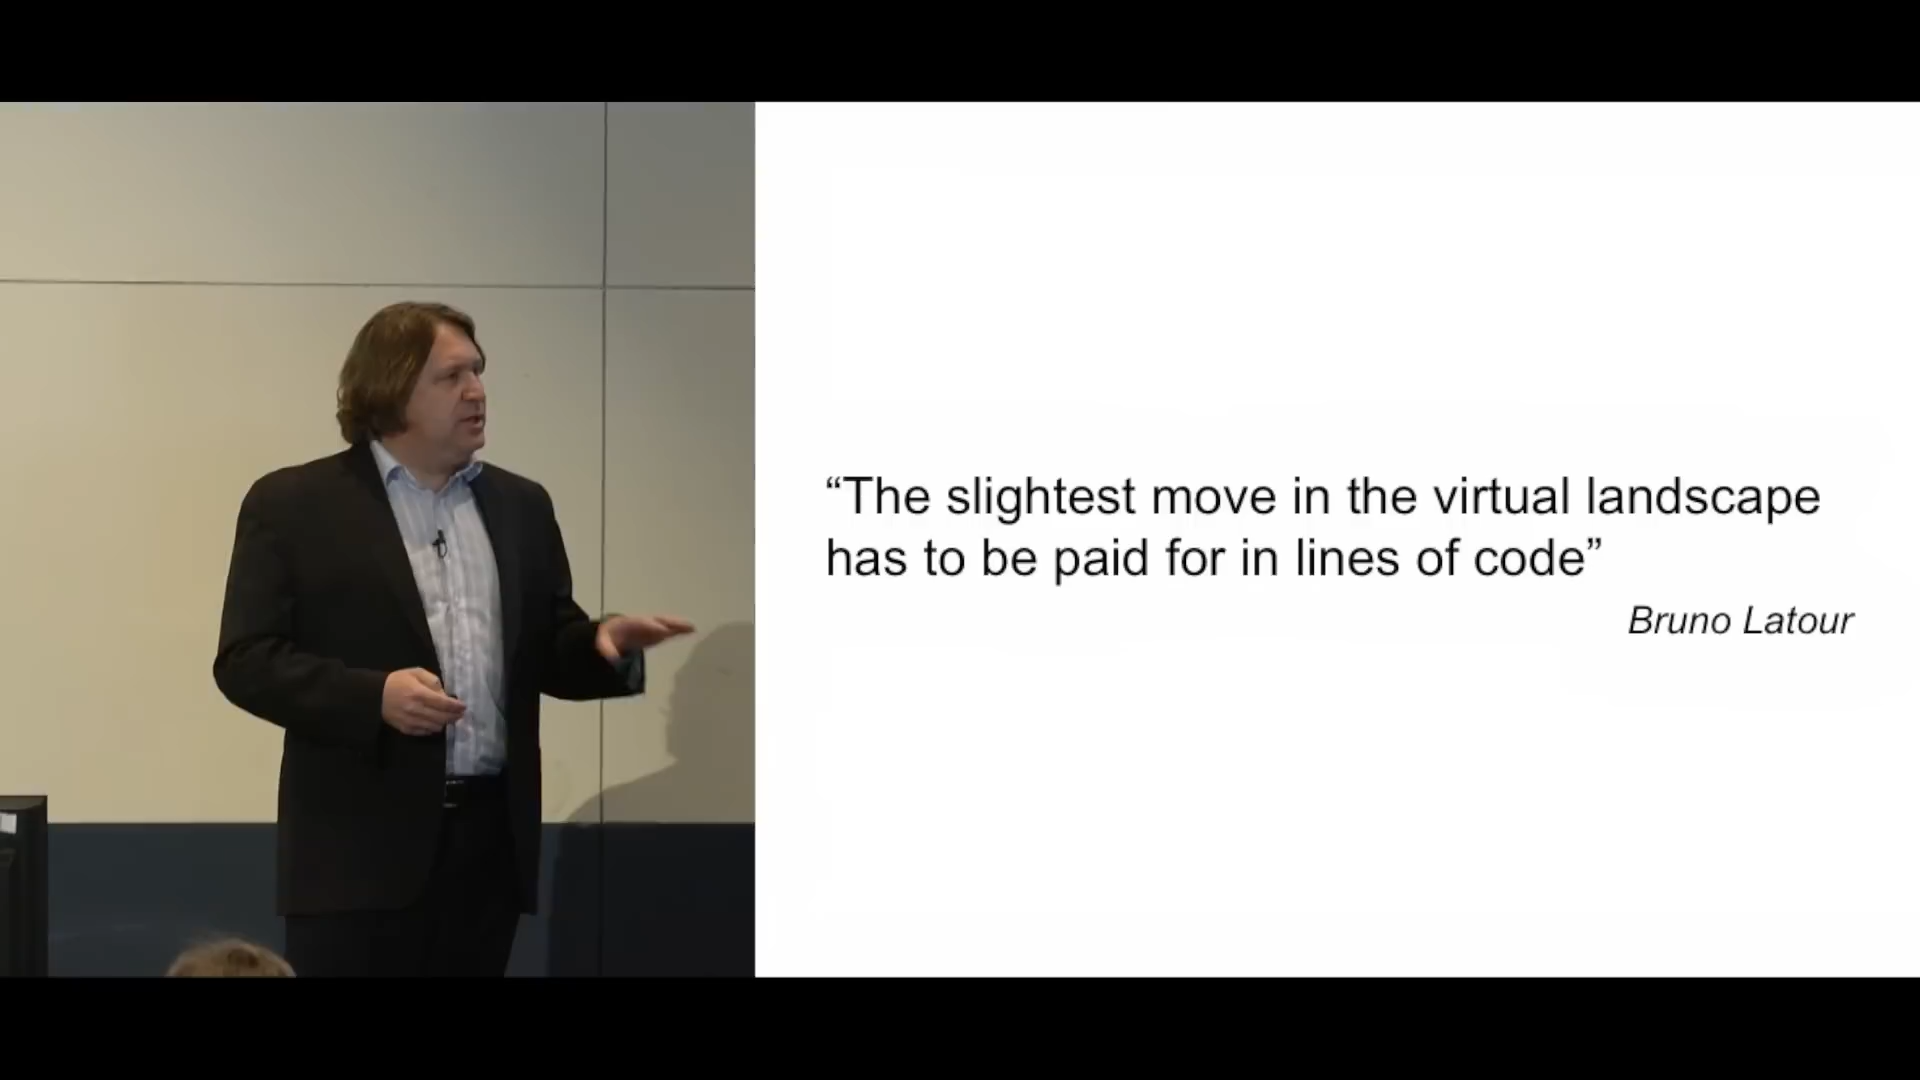 “The slightest move in the virtual landscape
has to be paid for in lines of code”
Bruno Latour